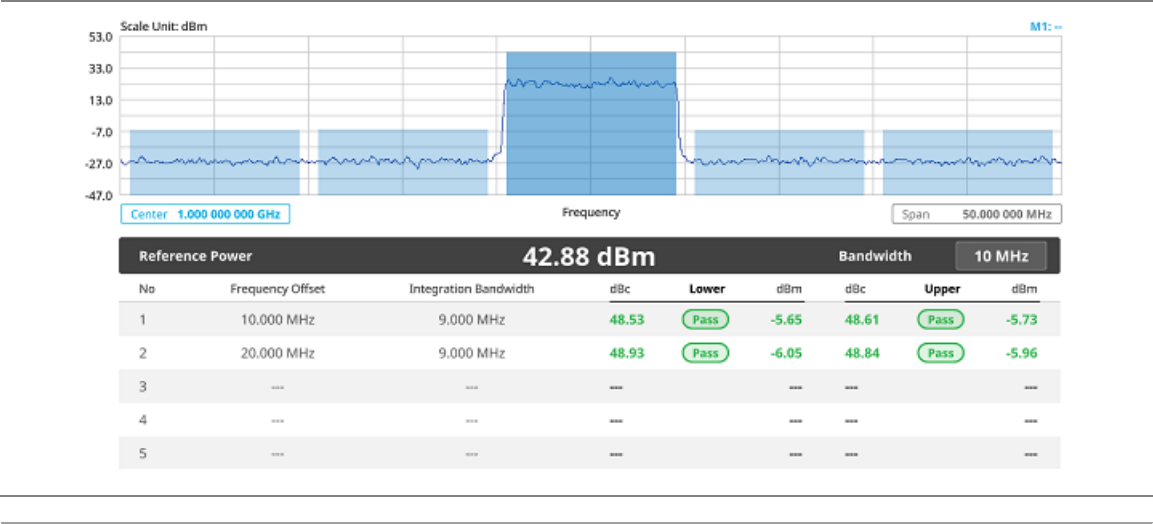 Scale Unit: dBm M1: --
53.0
33.0
13.0
-7.0
-27.0
-47.0
Center 1.000 000 000 GHz Frequency Span 50.000 000 MHz
Reference Power 42.88 dBm Bandwidth 10 MHz
No Frequency Offset Integration Bandwidth dBc Lower dBm dBc Upper dBm
1 10.000 MHz 9.000 MHz 48.53 Pass -5.65 48.61 Pass -5.73
2 20.000 MHz 9.000 MHz 48.93 Pass -6.05 48.84 Pass -5.96
3 --- --- --- --- --- ---
4 --- --- --- --- --- ---
5 --- --- --- --- --- ---